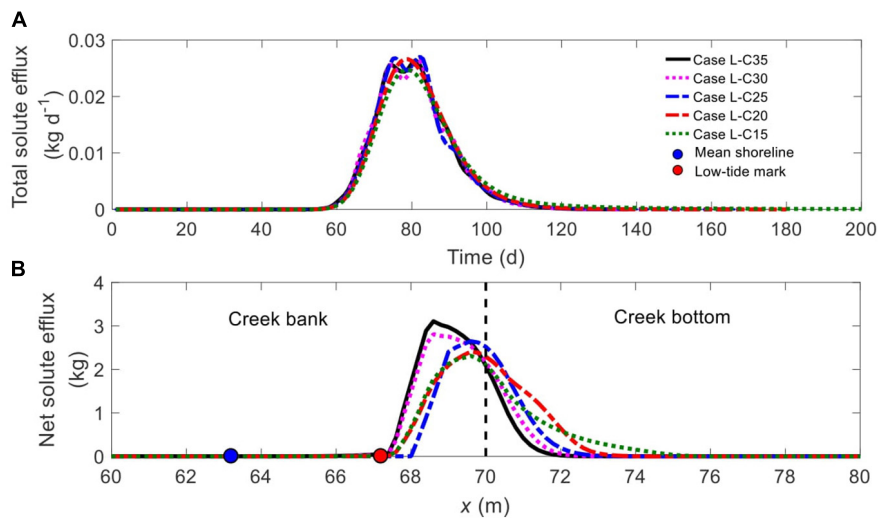 A
Total solute efflux
(kg d⁻¹)
0.03
0.02
0.01
0
Case L-C35
Case L-C30
Case L-C25
Case L-C20
Case L-C15
Mean shoreline
Low-tide mark
0 20 40 60 80 100 120 140 160 180 200
Time (d)
B
Net solute efflux
(kg)
4
3
2
1
0
Creek bank
Creek bottom
60 62 64 66 68 70 72 74 76 78 80
x (m)